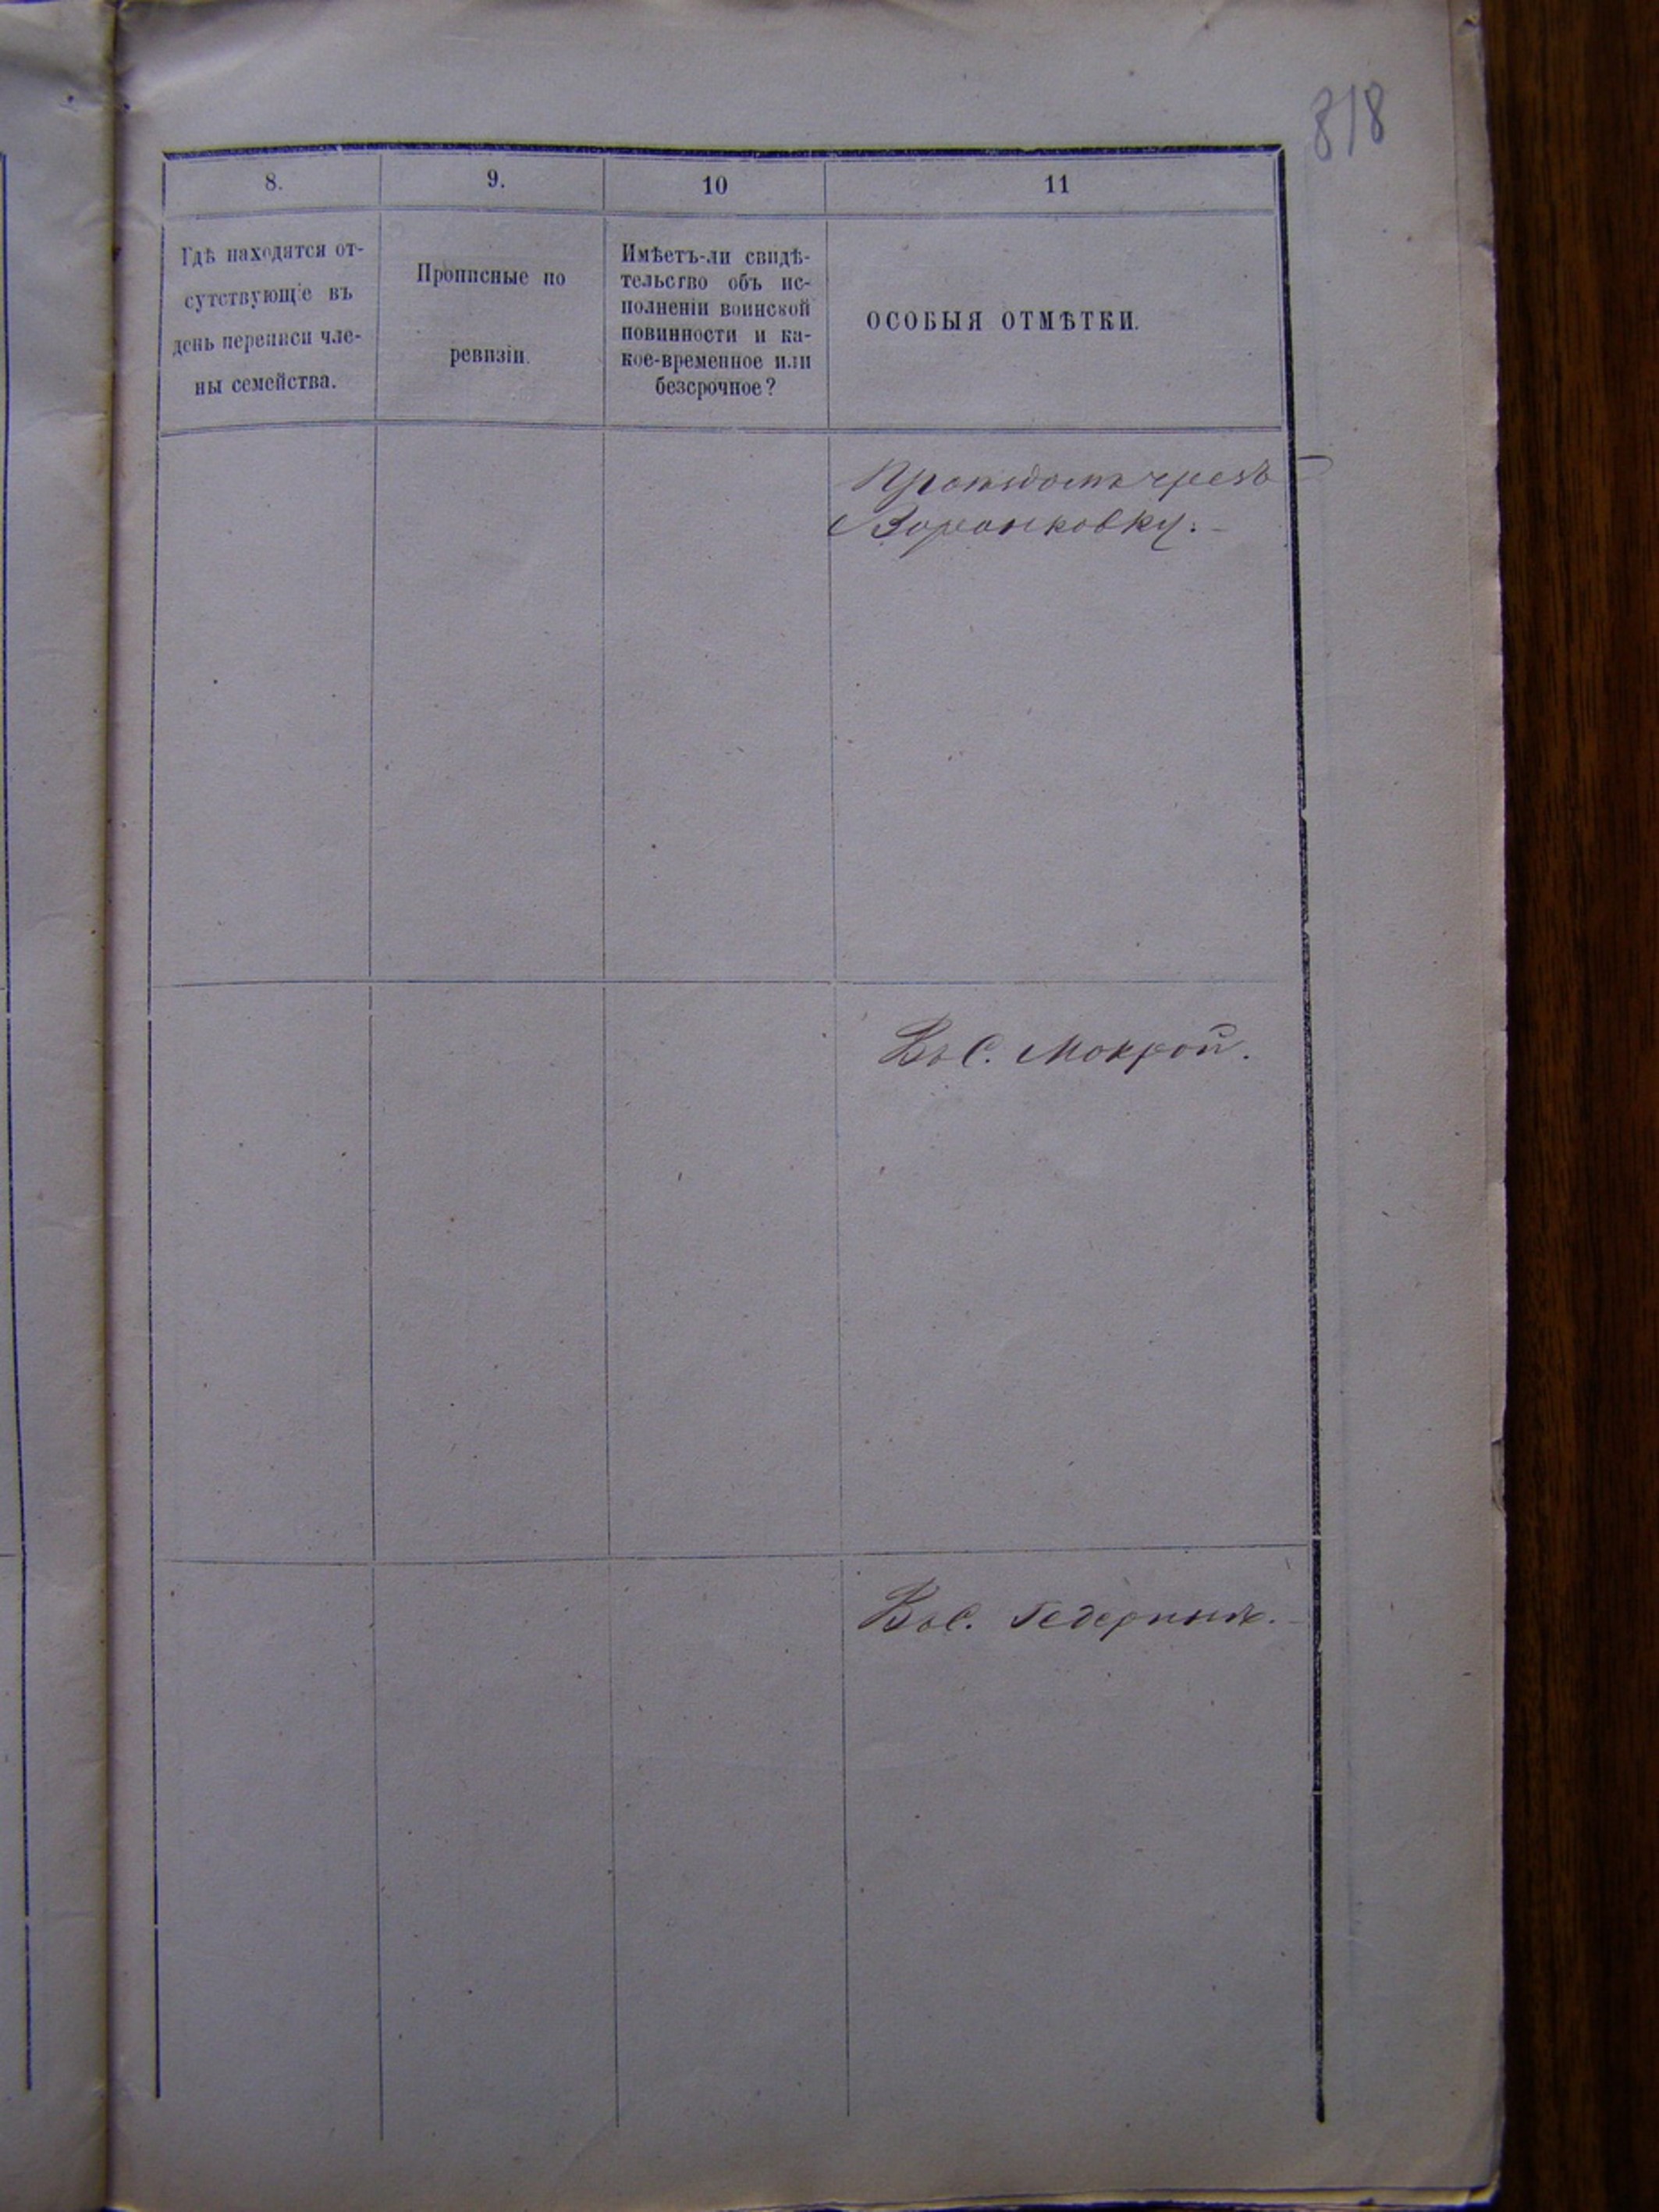 818
8.
9.
10
11
Гдѣ находятся от-
сутствующіе въ
день переписи чле-
ны семейства.
Прописные по
ревизіи.
Имѣетъ-ли свидѣ-
тельство объ ис-
полненіи воинской
повинности и ка-
кое-временное или
безсрочное?
ОСОБЫЯ ОТМѢТКИ.
чрезъ
Воронковку.
Въ С. Мокрой.
Въ С.